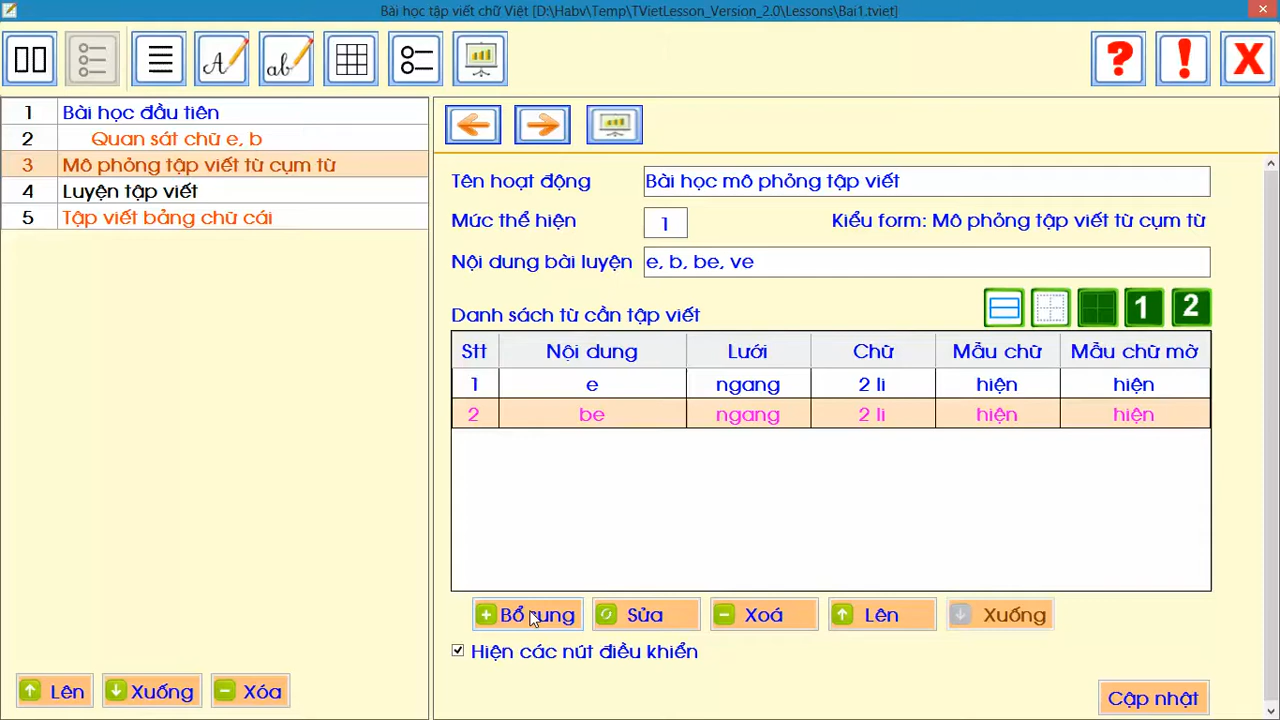 Bài học tập viết chữ Việt [D:\Habv\Temp\TVietLesson_Version_2.0\Lessons\Bai1.tviet]
A ab ? ! X
1 Bài học đầu tiên
2 Quan sát chữ e, b
3 Mô phỏng tập viết từ cụm từ
4 Luyện tập viết
5 Tập viết bảng chữ cái
Lên Xuống Xóa
Tên hoạt động Bài học mô phỏng tập viết
Mức thể hiện 1 Kiểu form: Mô phỏng tập viết từ cụm từ
Nội dung bài luyện e, b, be, ve
Danh sách từ cần tập viết 1 2
Stt Nội dung Lưới Chữ Mẫu chữ Mẫu chữ mờ
1 e ngang 2 li hiện hiện
2 be ngang 2 li hiện hiện
Bổ sung Sửa Xoá Lên Xuống
Hiện các nút điều khiển
Cập nhật